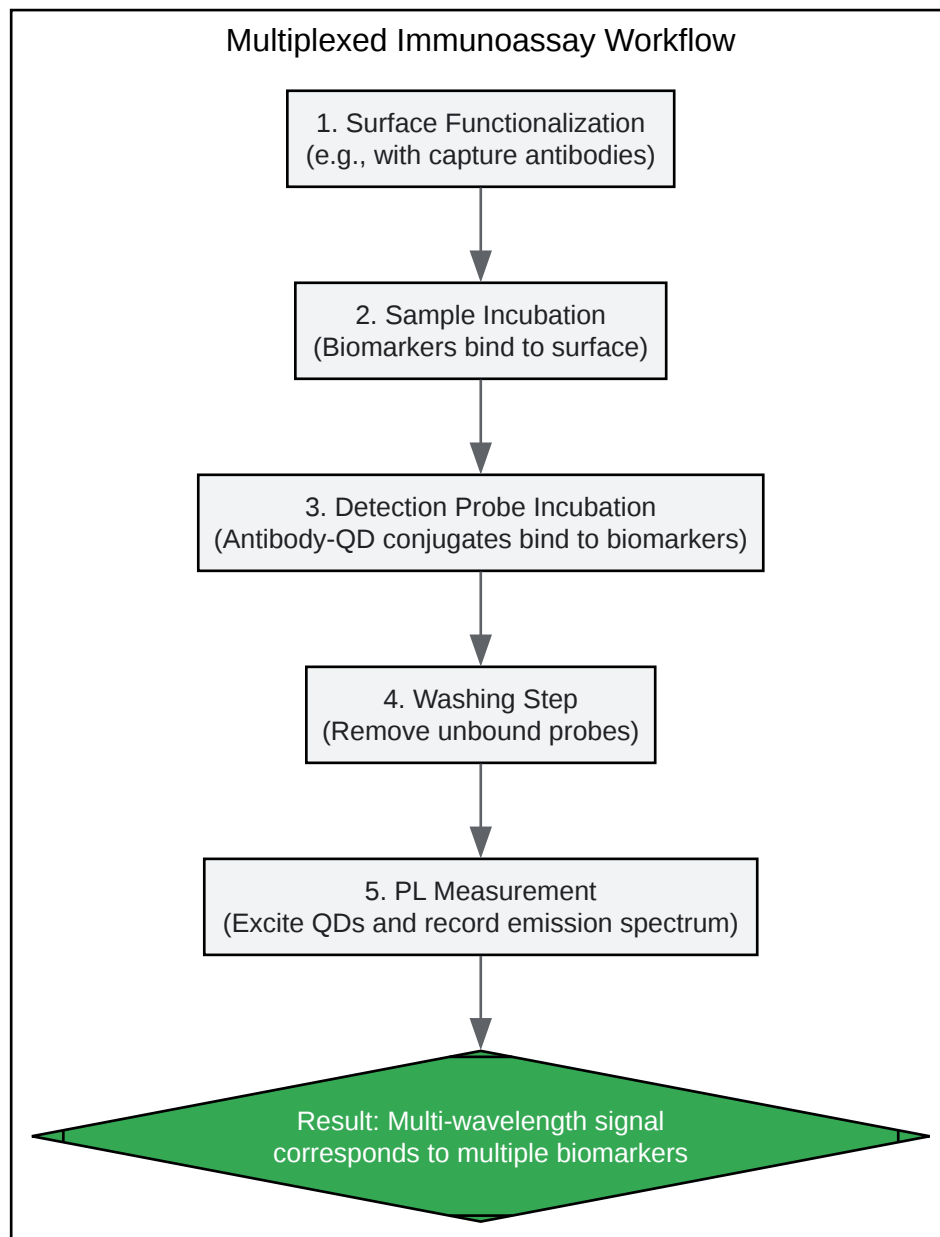 Multiplexed Immunoassay Workflow
1. Surface Functionalization
(e.g., with capture antibodies)
2. Sample Incubation
(Biomarkers bind to surface)
3. Detection Probe Incubation
(Antibody-QD conjugates bind to biomarkers)
4. Washing Step
(Remove unbound probes)
5. PL Measurement
(Excite QDs and record emission spectrum)
Result: Multi-wavelength signal
corresponds to multiple biomarkers